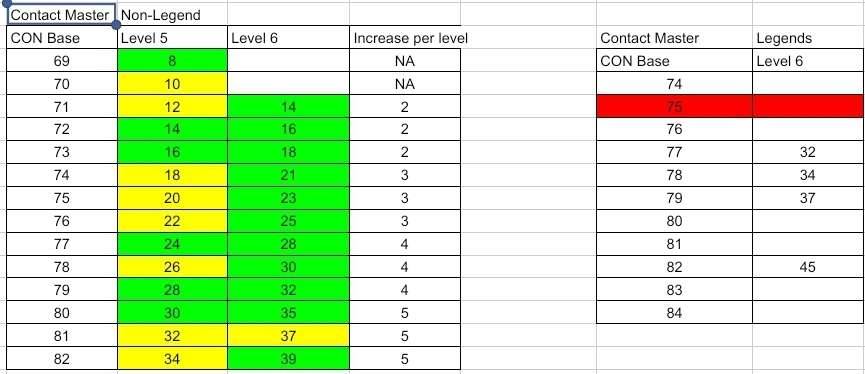 Contact Master Non-Legend
CON Base Level 5 Level 6 Increase per level Contact Master Legends
69 8 NA CON Base Level 6
70 10 NA 74
71 12 14 2 75
72 14 16 2 76
73 16 18 2 77 32
74 18 21 3 78 34
75 20 23 3 79 37
76 22 25 3 80
77 24 28 4 81
78 26 30 4 82 45
79 28 32 4 83
80 30 35 5 84
81 32 37 5
82 34 39 5